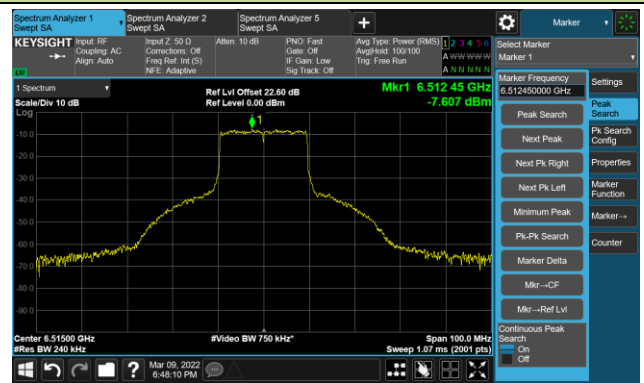 Spectrum Analyzer 1
Swept SA
Spectrum Analyzer 2
Swept SA
Spectrum Analyzer 5
Swept SA
+
Marker
KEYSIGHT
Input: RF
Coupling: AC
Align: Auto
Input Z: 50 Ω
Corrections: Off
Freq Ref: Int (S)
NFE: Adaptive
Atten: 10 dB
PNO: Fast
Gate: Off
IF Gain: Low
Sig Track: Off
Avg Type: Power (RMS)
Avg|Hold: 100/100
Trig: Free Run
1 2 3 4 5 6
A W W W W W
A N N N N N
LW
Select Marker
Marker 1
1 Spectrum
Scale/Div 10 dB
Log
Ref Lvl Offset 22.60 dB
Ref Level 0.00 dBm
Mkr1 6.512 45 GHz
-7.607 dBm
1
-10.0
-20.0
-30.0
-40.0
-50.0
-60.0
-70.0
-80.0
-90.0
Center 6.51500 GHz
#Res BW 240 kHz
#Video BW 750 kHz*
Span 100.0 MHz
Sweep 1.07 ms (2001 pts)
Marker Frequency
6.512450000 GHz
Peak Search
Next Peak
Next Pk Right
Next Pk Left
Minimum Peak
Pk-Pk Search
Marker Delta
Mkr→CF
Mkr→Ref Lvl
Continuous Peak
Search
On
Off
Settings
Peak
Search
Pk Search
Config
Properties
Marker
Function
Marker→
Counter
?
Mar 09, 2022
6:48:10 PM